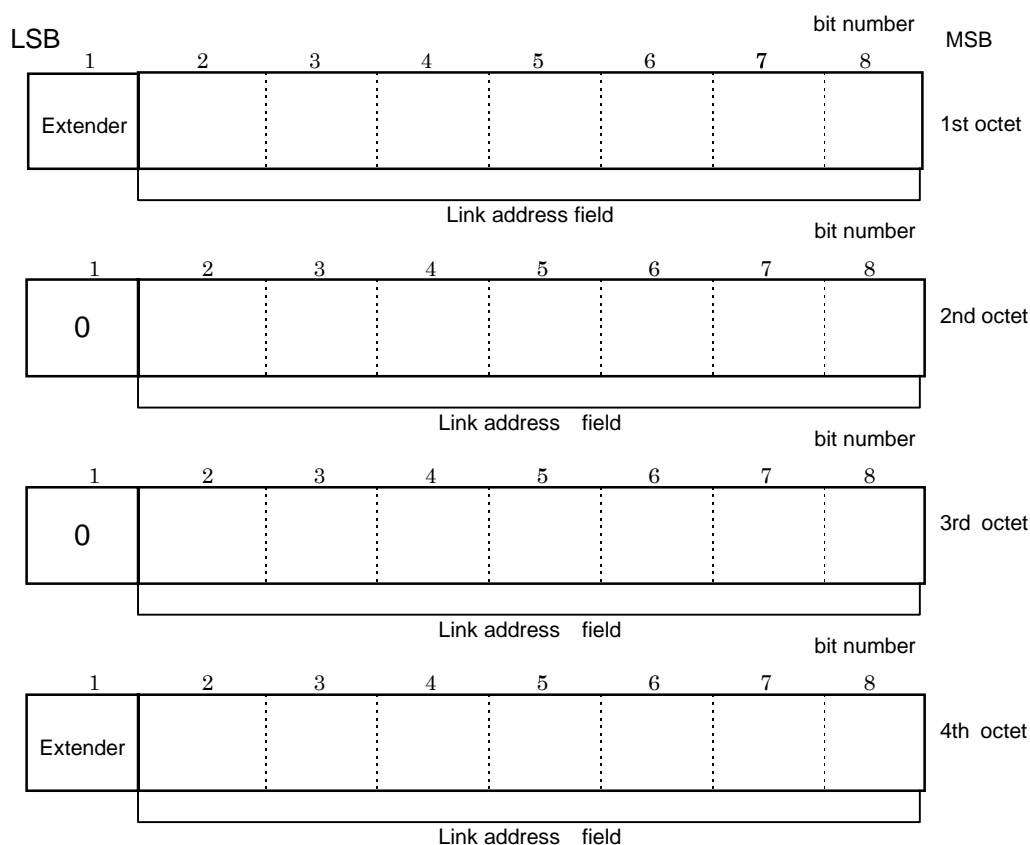 bit number
LSB MSB
1 2 3 4 5 6 7 8
Extender 1st octet
Link address field
bit number
1 2 3 4 5 6 7 8
0 2nd octet
Link address field
bit number
1 2 3 4 5 6 7 8
0 3rd octet
Link address field
bit number
1 2 3 4 5 6 7 8
Extender 4th octet
Link address field